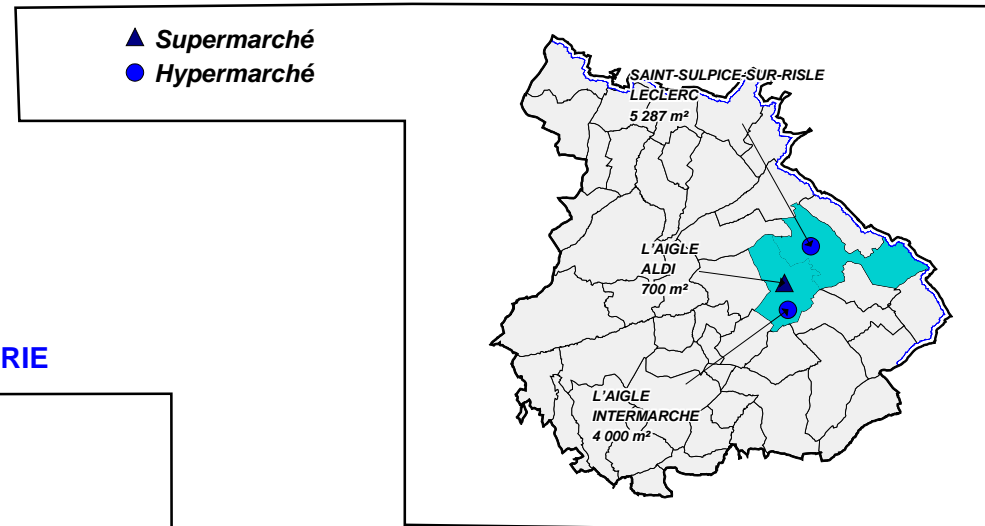 Supermarché
Hypermarché
SAINT-SULPICE-SUR-RISLE
LECLERC
5 287 m²
L'AIGLE
ALDI
700 m²
RIE
L'AIGLE
INTERMARCHE
4 000 m²